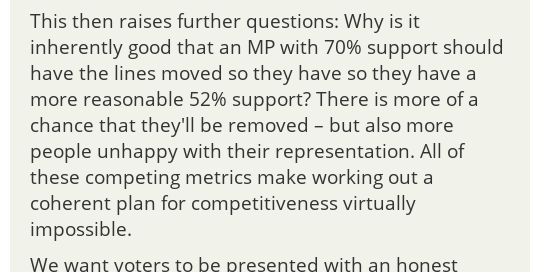 This then raises further questions: Why is it
inherently good that an MP with 70% support should
have the lines moved so they have so they have a
more reasonable 52% support? There is more of a
chance that they'll be removed – but also more
people unhappy with their representation. All of
these competing metrics make working out a
coherent plan for competitiveness virtually
impossible.
We want voters to be presented with an honest